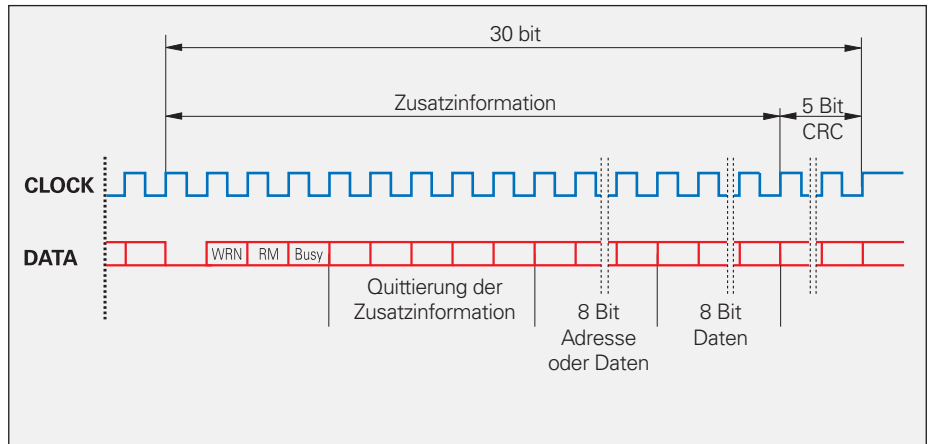 30 bit
Zusatzinformation
5 Bit
CRC
CLOCK
DATA
WRN RM Busy
Quittierung der
Zusatzinformation
8 Bit
Adresse
oder Daten
8 Bit
Daten